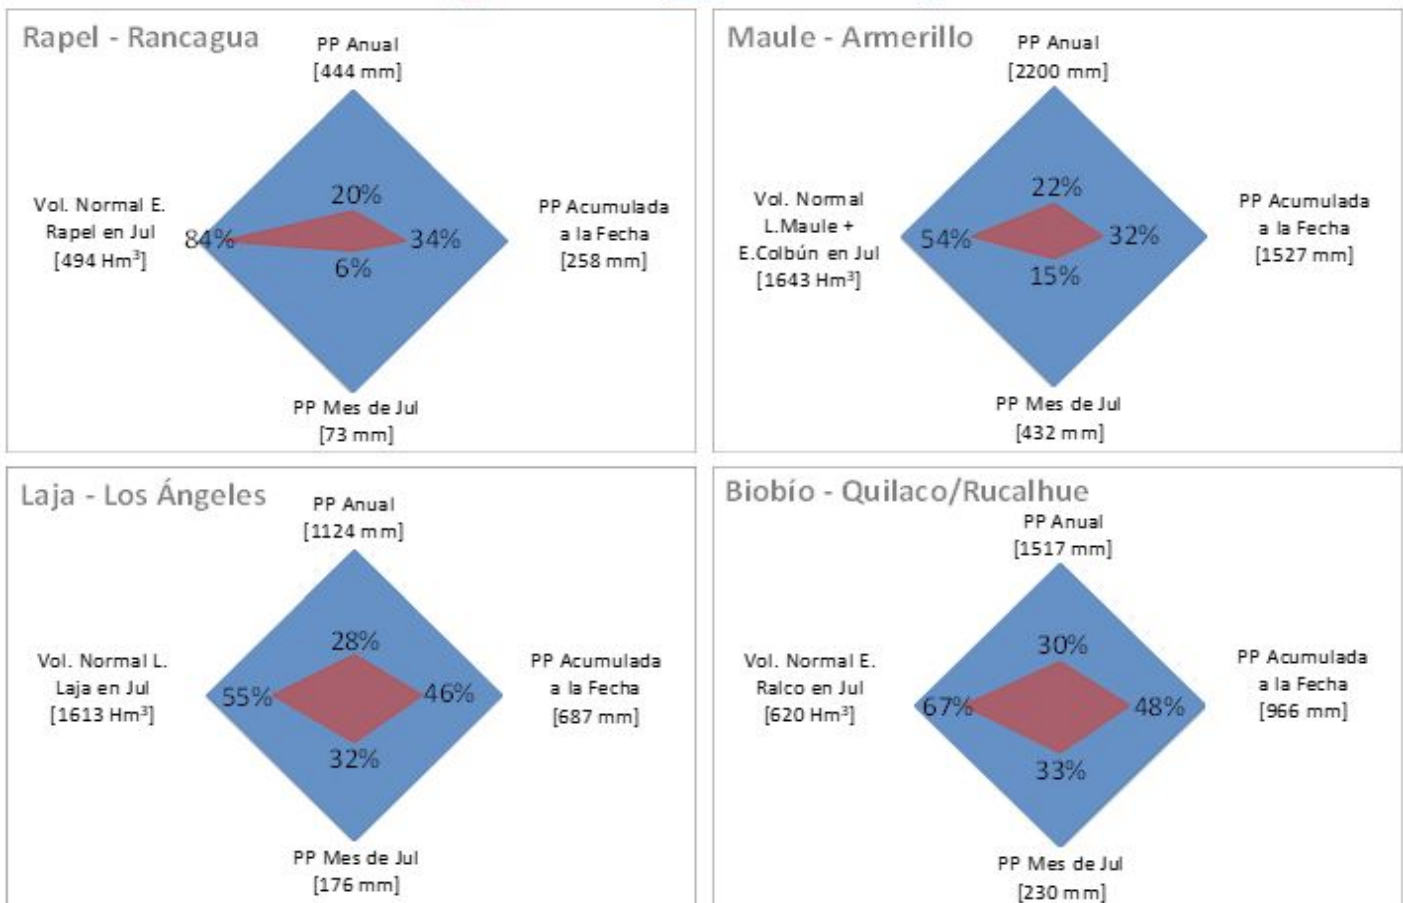 Rapel - Rancagua
PP Anual
[444 mm]
20%
Vol. Normal E.
Rapel en Jul
[494 Hm³]
84%
34%
PP Acumulada
a la Fecha
[258 mm]
6%
PP Mes de Jul
[73 mm]
Maule - Armerillo
PP Anual
[2200 mm]
22%
Vol. Normal
L.Maule +
E.Colbún en Jul
[1643 Hm³]
54%
32%
PP Acumulada
a la Fecha
[1527 mm]
15%
PP Mes de Jul
[432 mm]
Laja - Los Ángeles
PP Anual
[1124 mm]
28%
Vol. Normal L.
Laja en Jul
[1613 Hm³]
55%
46%
PP Acumulada
a la Fecha
[687 mm]
32%
PP Mes de Jul
[176 mm]
Biobío - Quilaco/Rucalhue
PP Anual
[1517 mm]
30%
Vol. Normal E.
Ralco en Jul
[620 Hm³]
67%
48%
PP Acumulada
a la Fecha
[966 mm]
33%
PP Mes de Jul
[230 mm]